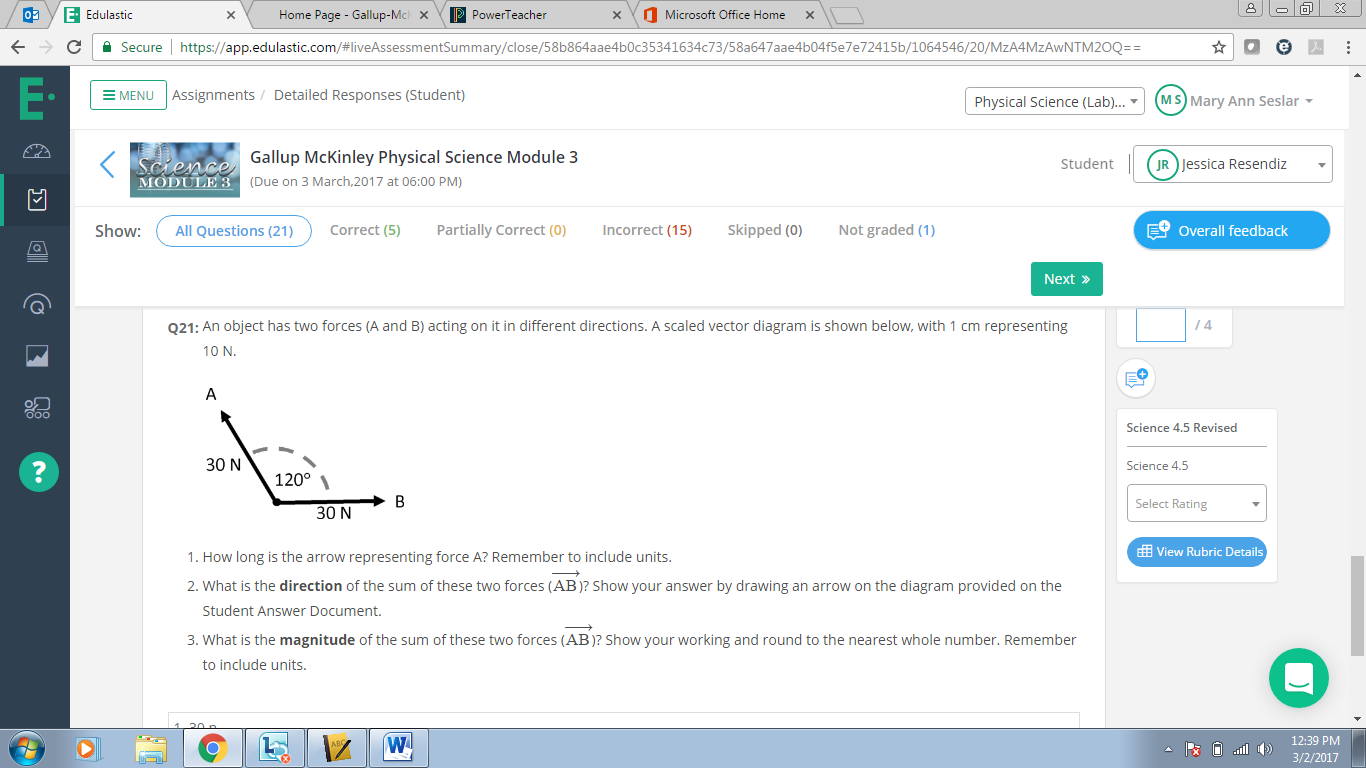 Edulastic
Home Page - Gallup-McK
PowerTeacher
Microsoft Office Home
Secure
https://app.edulastic.com/#liveAssessmentSummary/close/58b864aae4b0c35341634c73/58a647aae4b04f5e7e72415b/1064546/20/MzA4MzAwNTM2OQ==
MENU
Assignments / Detailed Responses (Student)
Physical Science (Lab)...
MS Mary Ann Seslar
Science
MODULE 3
Gallup McKinley Physical Science Module 3
(Due on 3 March,2017 at 06:00 PM)
Student
JR Jessica Resendiz
Show:
All Questions (21)
Correct (5)
Partially Correct (0)
Incorrect (15)
Skipped (0)
Not graded (1)
Overall feedback
Next »
Q21: An object has two forces (A and B) acting on it in different directions. A scaled vector diagram is shown below, with 1 cm representing
10 N.
/ 4
A
30 N
120°
B
30 N
Science 4.5 Revised
Science 4.5
Select Rating
View Rubric Details
1. How long is the arrow representing force A? Remember to include units.
2. What is the direction of the sum of these two forces (AB)? Show your answer by drawing an arrow on the diagram provided on the
Student Answer Document.
3. What is the magnitude of the sum of these two forces (AB)? Show your working and round to the nearest whole number. Remember
to include units.
1. 30 n
12:39 PM
3/2/2017